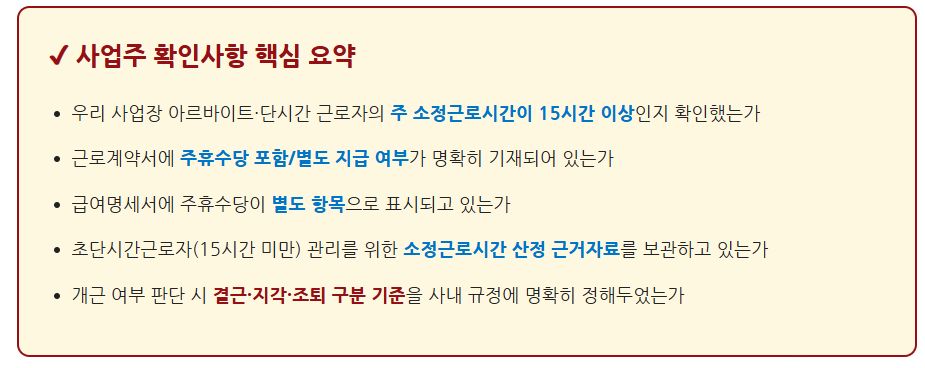 ✔ 사업주 확인사항 핵심 요약
• 우리 사업장 아르바이트·단시간 근로자의 주 소정근로시간이 15시간 이상인지 확인했는가
• 근로계약서에 주휴수당 포함/별도 지급 여부가 명확히 기재되어 있는가
• 급여명세서에 주휴수당이 별도 항목으로 표시되고 있는가
• 초단시간근로자(15시간 미만) 관리를 위한 소정근로시간 산정 근거자료를 보관하고 있는가
• 개근 여부 판단 시 결근·지각·조퇴 구분 기준을 사내 규정에 명확히 정해두었는가